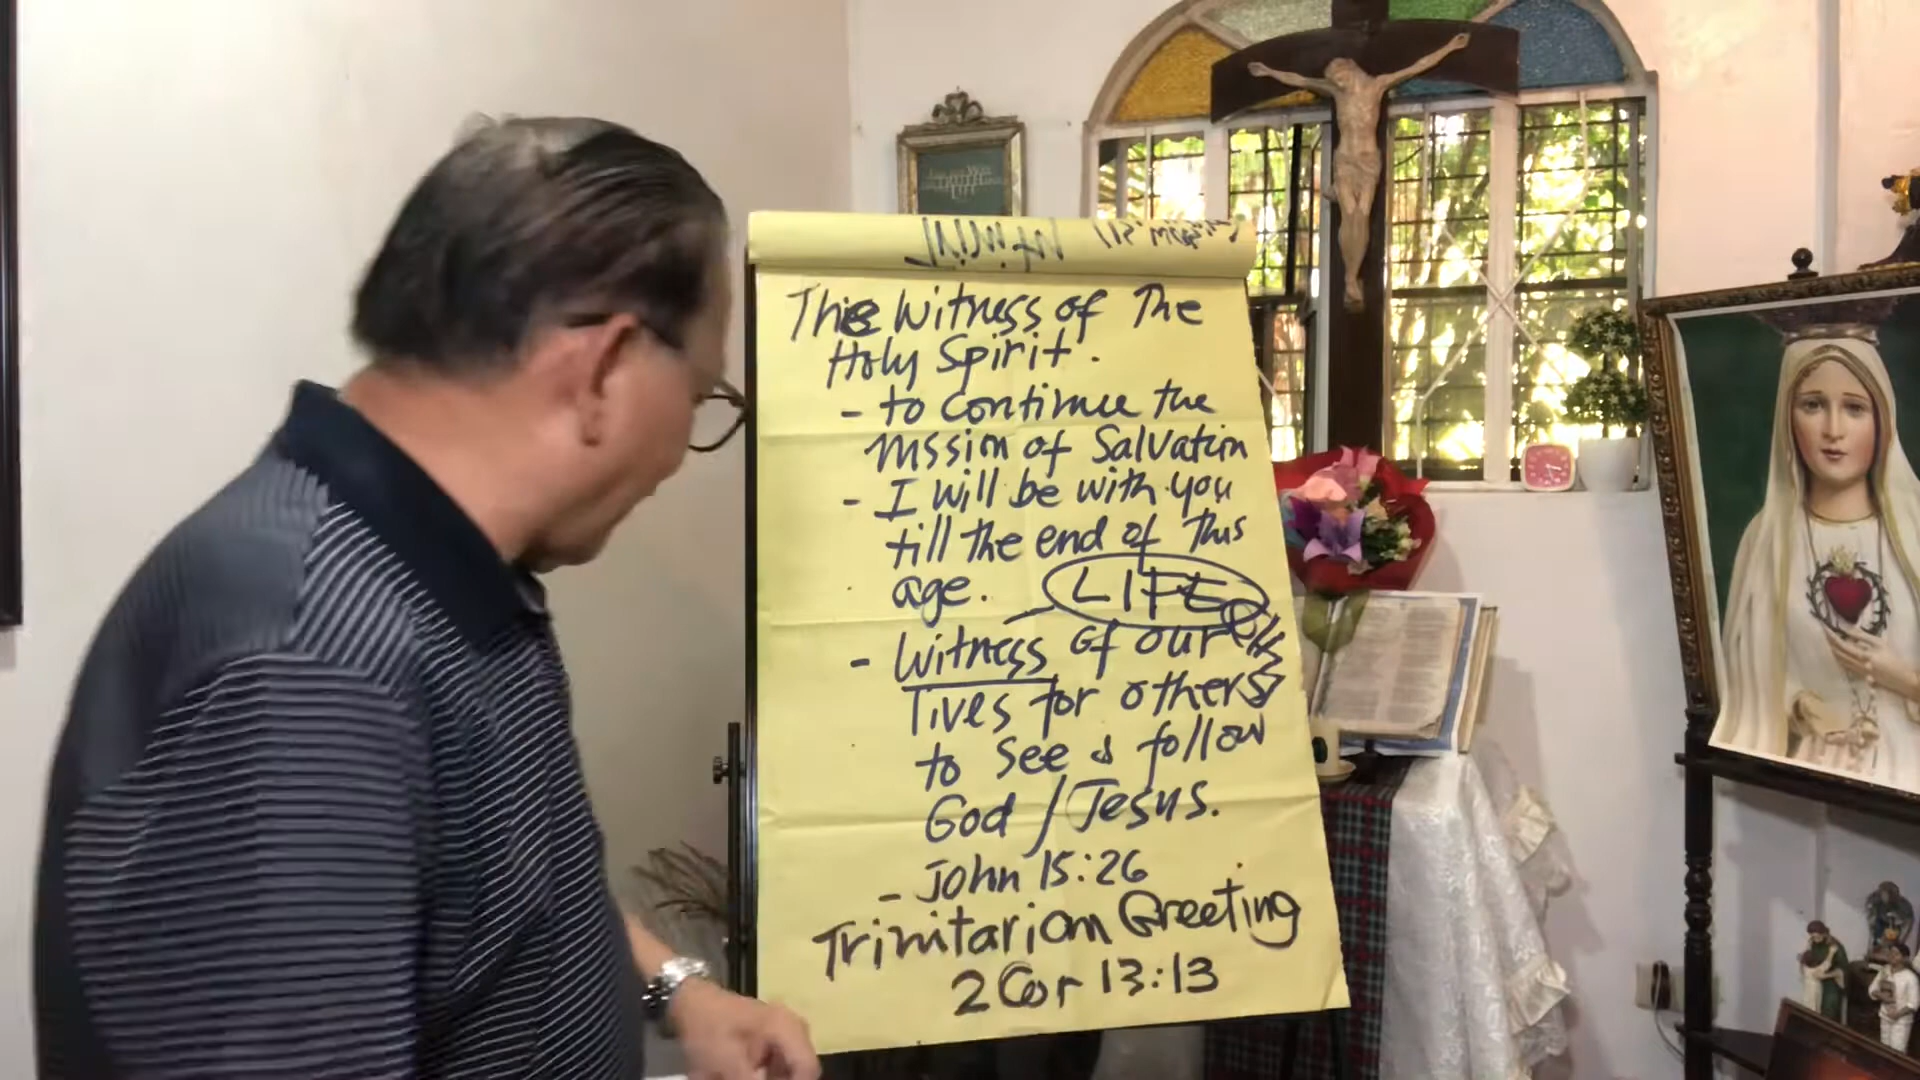 The Witness of The
Holy Spirit.
- to continue the
mssion of Salvation
- I will be with you
till the end of this
age. LIFE
- Witness of our
lives for others
to see & follow
God / Jesus.
- John 15:26
Trinitarian Greeting
2 Cor 13:13